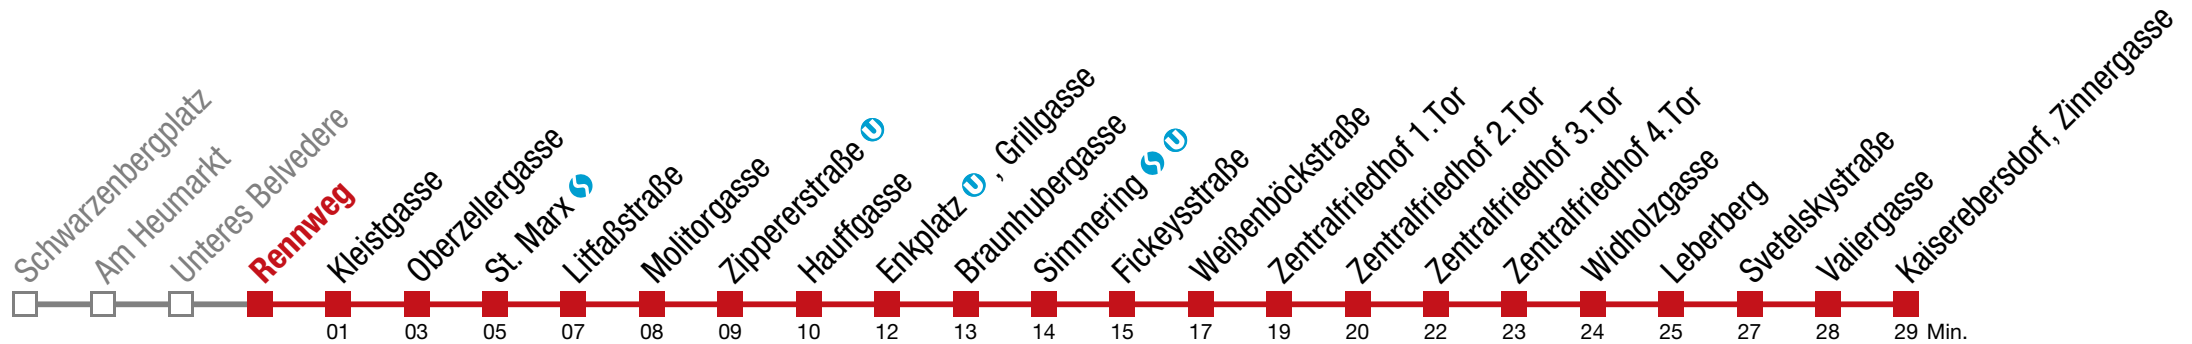 Schwarzenbergplatz
Am Heumarkt
Unteres Belvedere
Rennweg
Kleistgasse
Oberzellergasse
St. Marx
Litfaßstraße
Molitorgasse
Zippererstraße
Hauffgasse
Enkplatz , Grillgasse
Braunhubergasse
Simmering
Fickeysstraße
Weißenböckstraße
Zentralfriedhof 1.Tor
Zentralfriedhof 2.Tor
Zentralfriedhof 3.Tor
Zentralfriedhof 4.Tor
Widholzgasse
Leberberg
Svetelskystraße
Valiergasse
Kaiserebersdorf, Zinnergasse
01 03 05 07 08 09 10 12 13 14 15 17 19 20 22 23 24 25 27 28 29 Min.